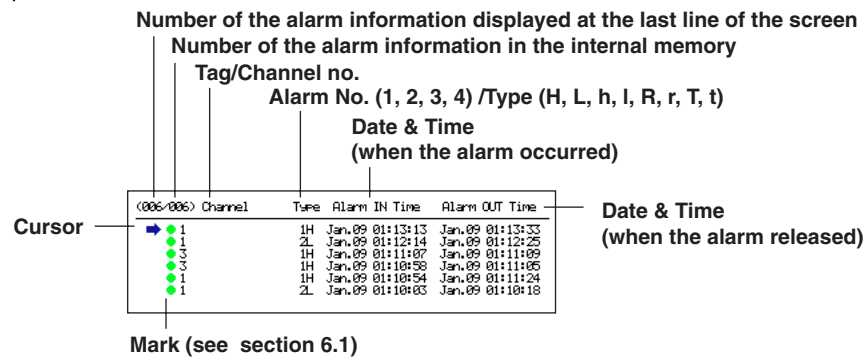 Number of the alarm information displayed at the last line of the screen
Number of the alarm information in the internal memory
Tag/Channel no.
Alarm No. (1, 2, 3, 4) /Type (H, L, h, l, R, r, T, t)
Date & Time
(when the alarm occurred)
(006/006) Channel Type Alarm IN Time Alarm OUT Time
Cursor
Date & Time
(when the alarm released)
1 1H Jan.09 01:13:13 Jan.09 01:13:33
1 2L Jan.09 01:12:14 Jan.09 01:12:25
3 1H Jan.09 01:11:07 Jan.09 01:11:09
3 1H Jan.09 01:10:58 Jan.09 01:11:05
1 1H Jan.09 01:10:54 Jan.09 01:11:24
1 2L Jan.09 01:10:03 Jan.09 01:10:18
Mark (see section 6.1)